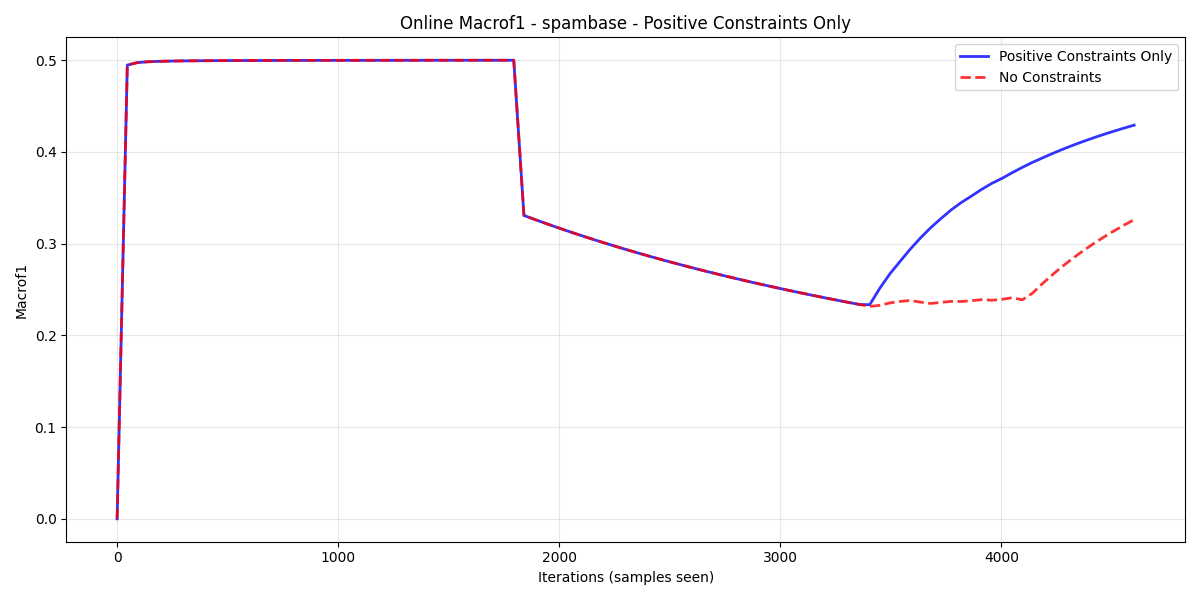 Online Macrof1 - spambase - Positive Constraints Only
Positive Constraints Only
No Constraints
Macrof1
0.5
0.4
0.3
0.2
0.1
0.0
0 1000 2000 3000 4000
Iterations (samples seen)